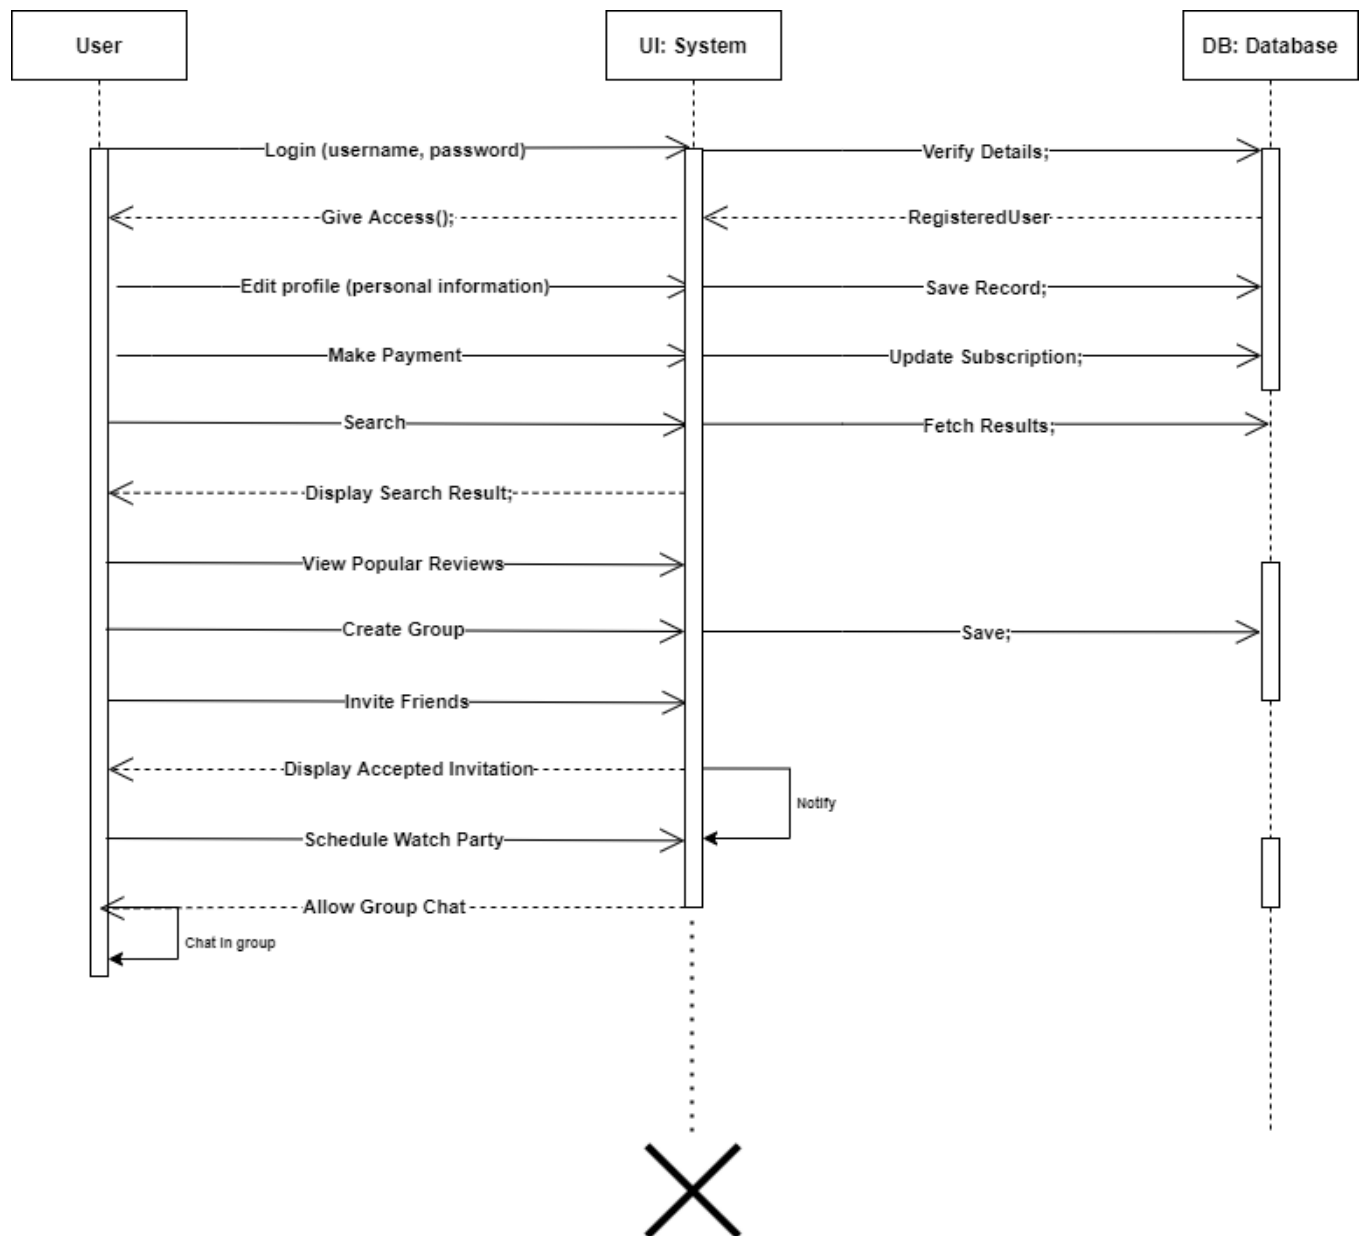 User
UI: System
DB: Database
Login (username, password)
Verify Details;
Give Access();
RegisteredUser
Edit profile (personal information)
Save Record;
Make Payment
Update Subscription;
Search
Fetch Results;
Display Search Result;
View Popular Reviews
Create Group
Save;
Invite Friends
Display Accepted Invitation
Notify
Schedule Watch Party
Allow Group Chat
Chat In group